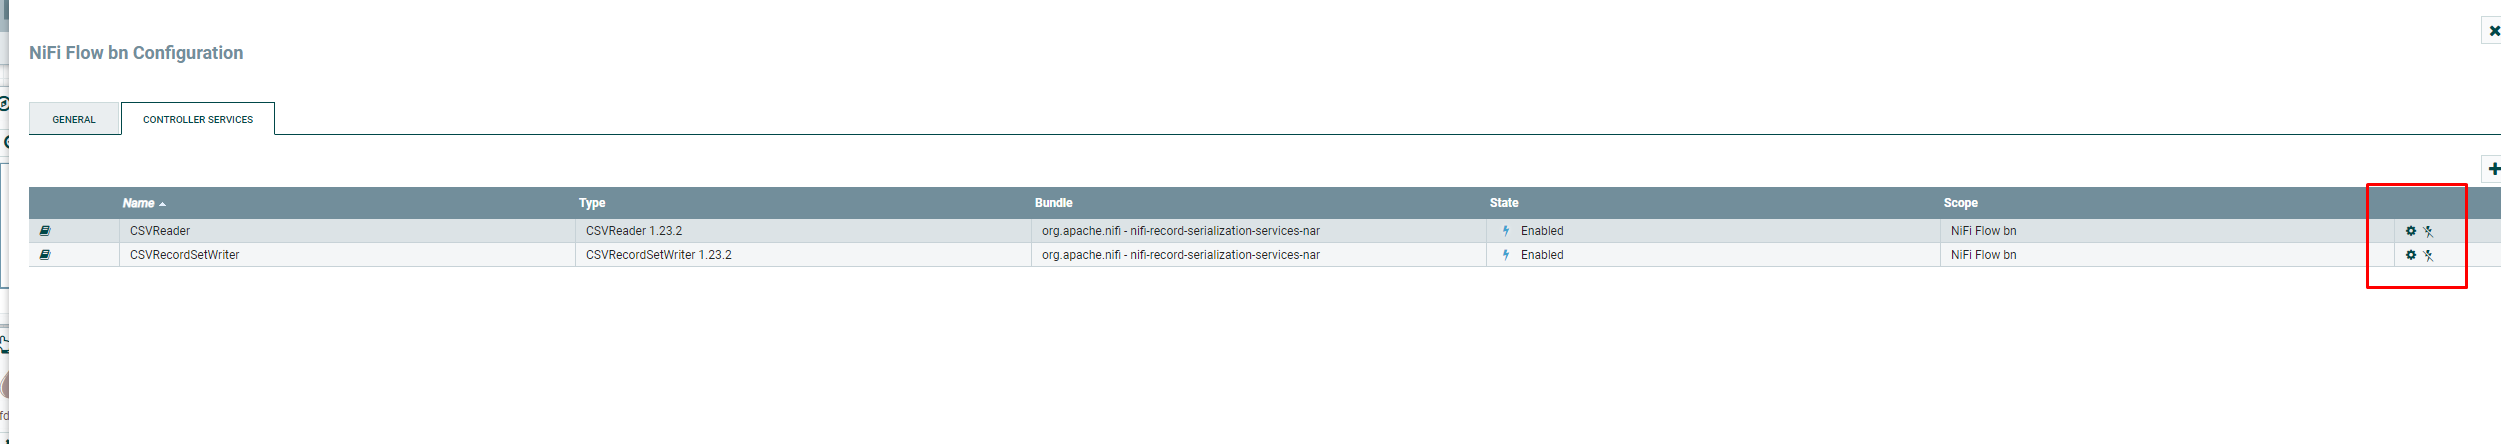 NiFi Flow bn Configuration
GENERAL CONTROLLER SERVICES
Name Type Bundle State Scope
CSVReader CSVReader 1.23.2 org.apache.nifi - nifi-record-serialization-services-nar Enabled NiFi Flow bn
CSVRecordSetWriter CSVRecordSetWriter 1.23.2 org.apache.nifi - nifi-record-serialization-services-nar Enabled NiFi Flow bn
fd